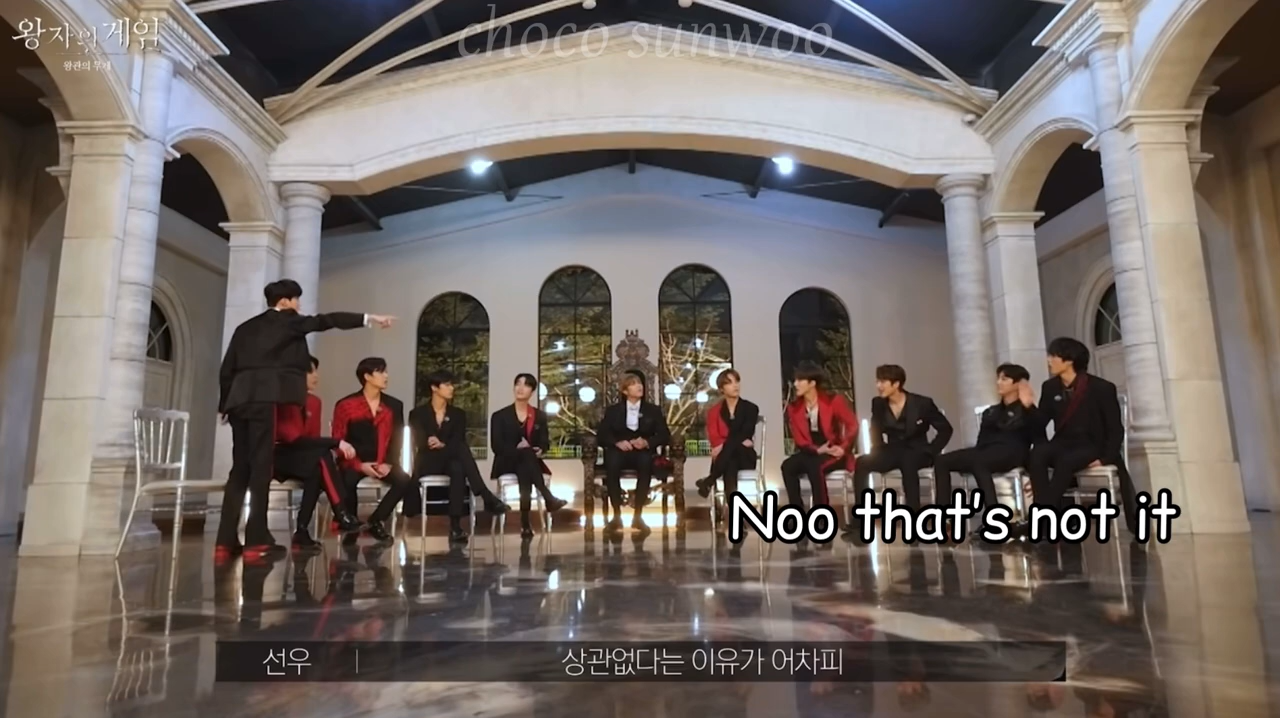 왕자의 게임
왕관의 무게
choco sunwoo
Noo that's not it
선우 | 상관없다는 이유가 어차피